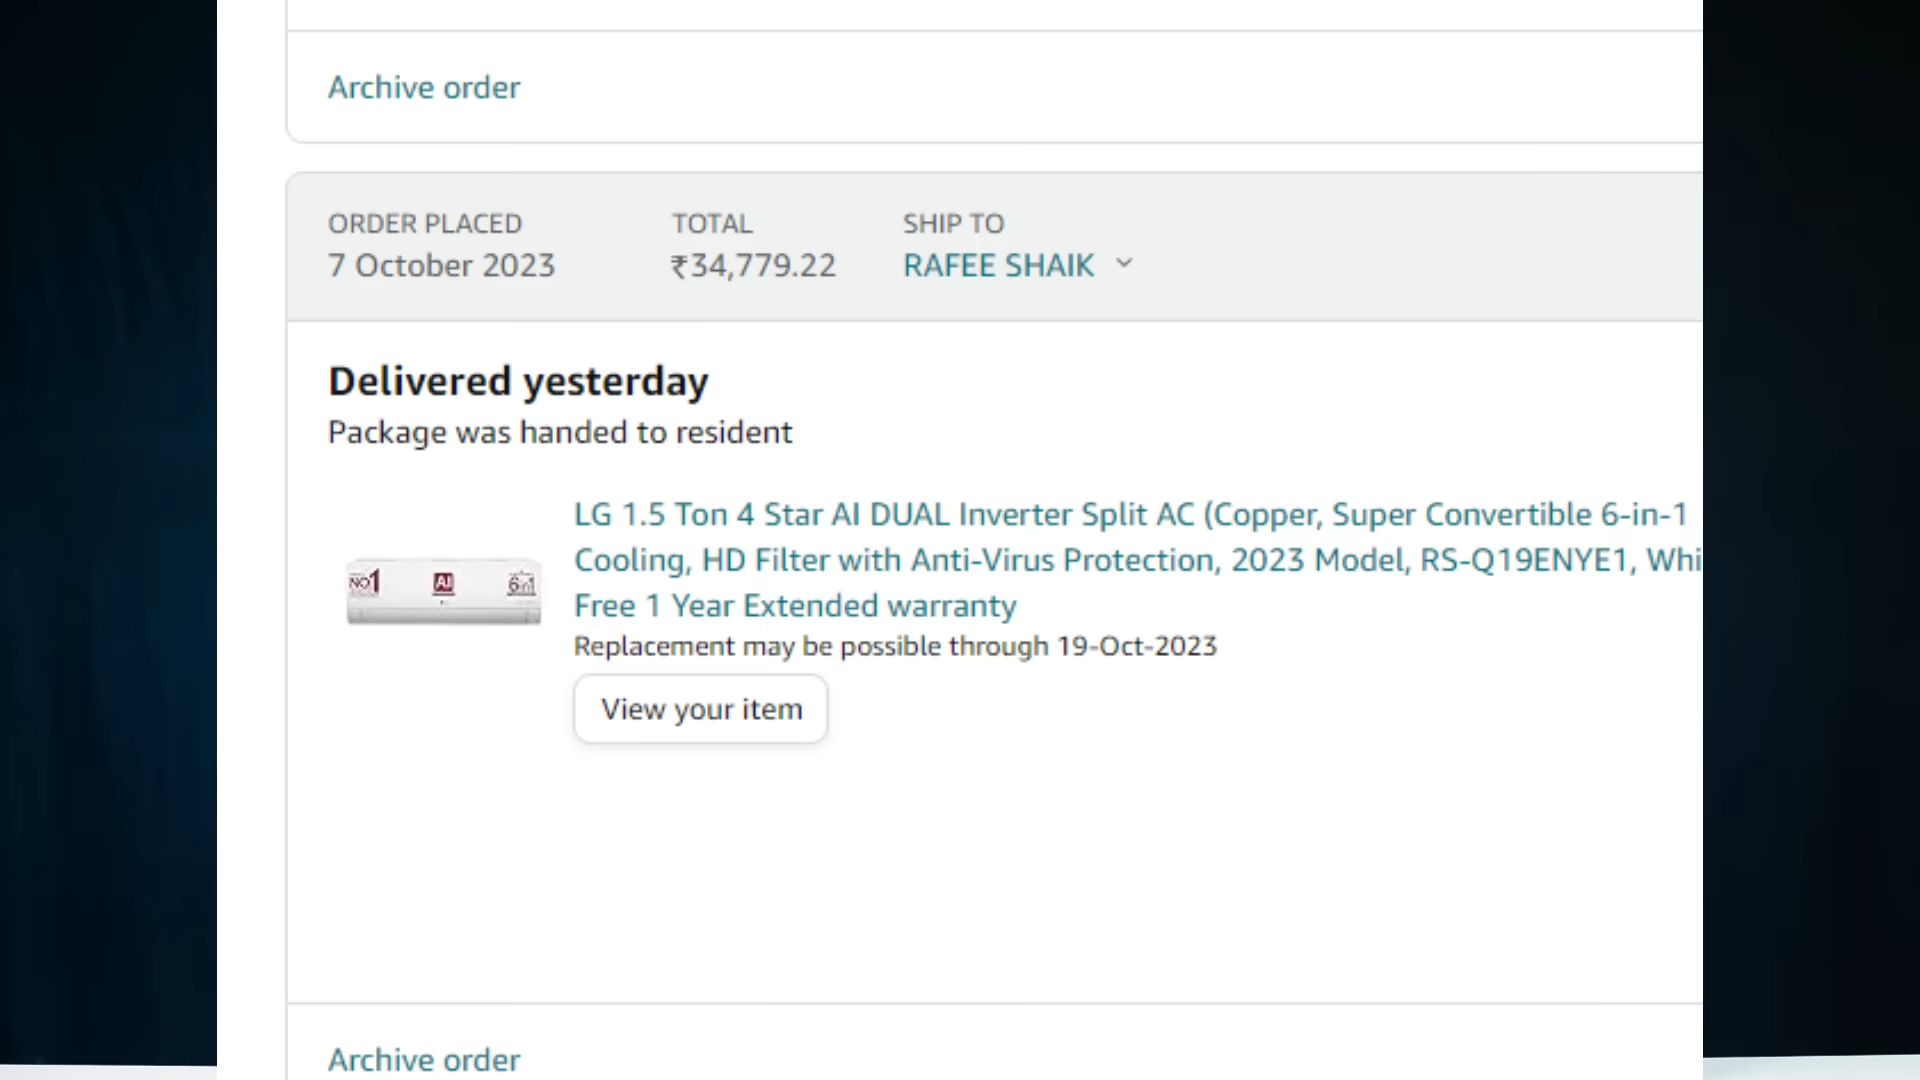 Archive order
ORDER PLACED
7 October 2023
TOTAL
₹34,779.22
SHIP TO
RAFEE SHAIK
Delivered yesterday
Package was handed to resident
NO1 AI 6in1
LG 1.5 Ton 4 Star AI DUAL Inverter Split AC (Copper, Super Convertible 6-in-1
Cooling, HD Filter with Anti-Virus Protection, 2023 Model, RS-Q19ENYE1, Whi
Free 1 Year Extended warranty
Replacement may be possible through 19-Oct-2023
View your item
Archive order